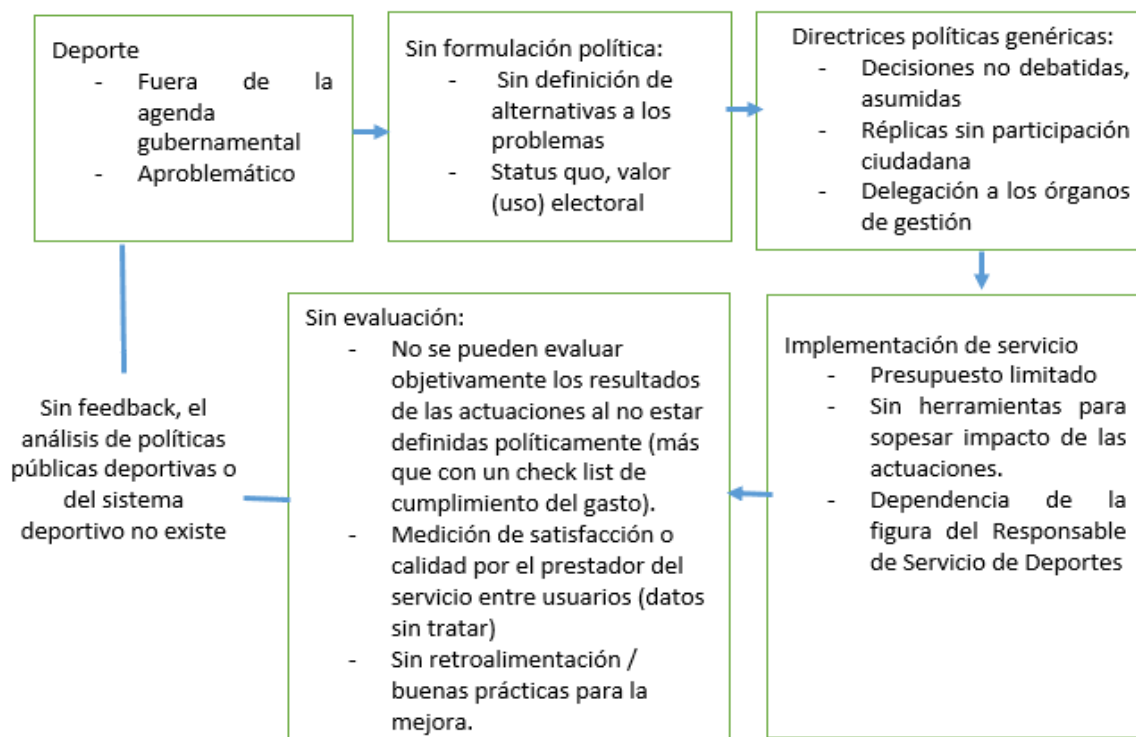 Deporte
- Fuera de la
agenda
gubernamental
- Aproblemático
Sin formulación política:
- Sin definición de
alternativas a los
problemas
- Status quo, valor
(uso) electoral
Directrices políticas genéricas:
- Decisiones no debatidas,
asumidas
- Réplicas sin participación
ciudadana
- Delegación a los órganos
de gestión
Implementación de servicio
- Presupuesto limitado
- Sin herramientas para
sopesar impacto de las
actuaciones.
- Dependencia de la
figura del Responsable
de Servicio de Deportes
Sin evaluación:
- No se pueden evaluar
objetivamente los resultados
de las actuaciones al no estar
definidas políticamente (más
que con un check list de
cumplimiento del gasto).
- Medición de satisfacción o
calidad por el prestador del
servicio entre usuarios (datos
sin tratar)
- Sin retroalimentación /
buenas prácticas para la
mejora.
Sin feedback, el
análisis de políticas
públicas deportivas o
del sistema
deportivo no existe